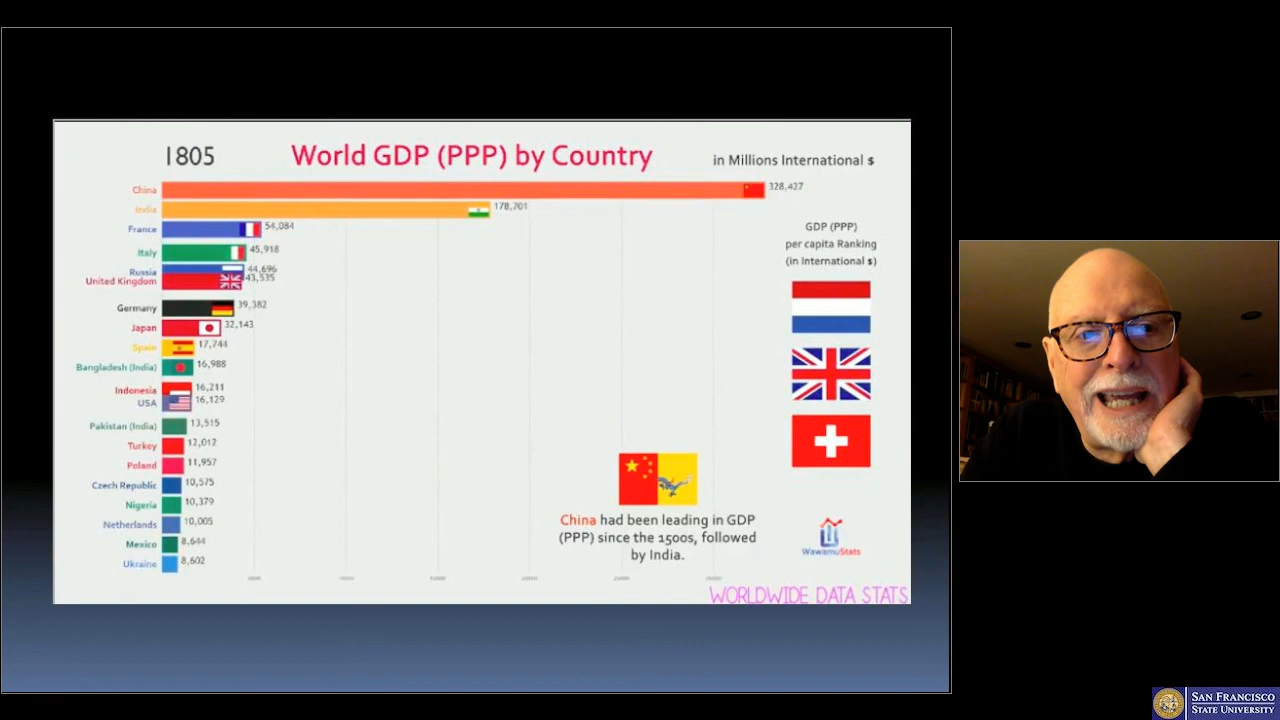 1805
World GDP (PPP) by Country
in Millions International $
China 328,427
India 178,701
France 54,084
Italy 45,918
Russia 44,696
United Kingdom 43,535
Germany 39,382
Japan 32,143
Spain 17,744
Bangladesh (India) 16,988
Indonesia 16,211
USA 16,129
Pakistan (India) 13,515
Turkey 12,012
Poland 11,957
Czech Republic 10,575
Nigeria 10,379
Netherlands 10,005
Mexico 8,644
Ukraine 8,602
GDP (PPP)
per capita Ranking
(in International $)
China had been leading in GDP
(PPP) since the 1500s, followed
by India.
WawamuStats
WORLDWIDE DATA STATS
SAN FRANCISCO
STATE UNIVERSITY